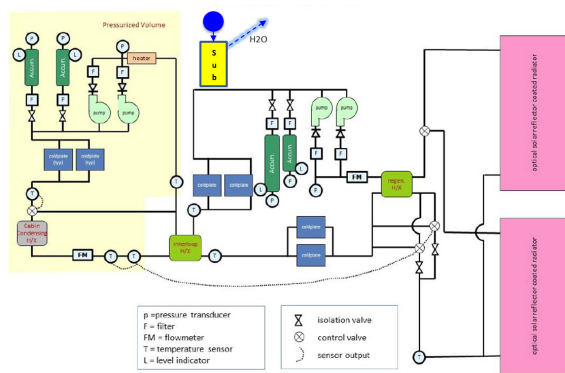 Pressurized Volume
P
P
P
heater
L
L
Accum
Accum
F
F
F
F
pump
pump
coldplate
coldplate
T
T
Cabin
Condensing
H/X
FM
T
T
Interloop
H/X
T
T
Sub
H2O
coldplate
coldplate
Accum
Accum
F
F
L
L
P
P
pump
pump
F
F
P
FM
regen.
H/X
coldplate
coldplate
T
optical solar reflector coated radiator
optical solar reflector coated radiator
P =pressure transducer
F = filter
FM = flowmeter
T = temperature sensor
L = level indicator
isolation valve
control valve
sensor output